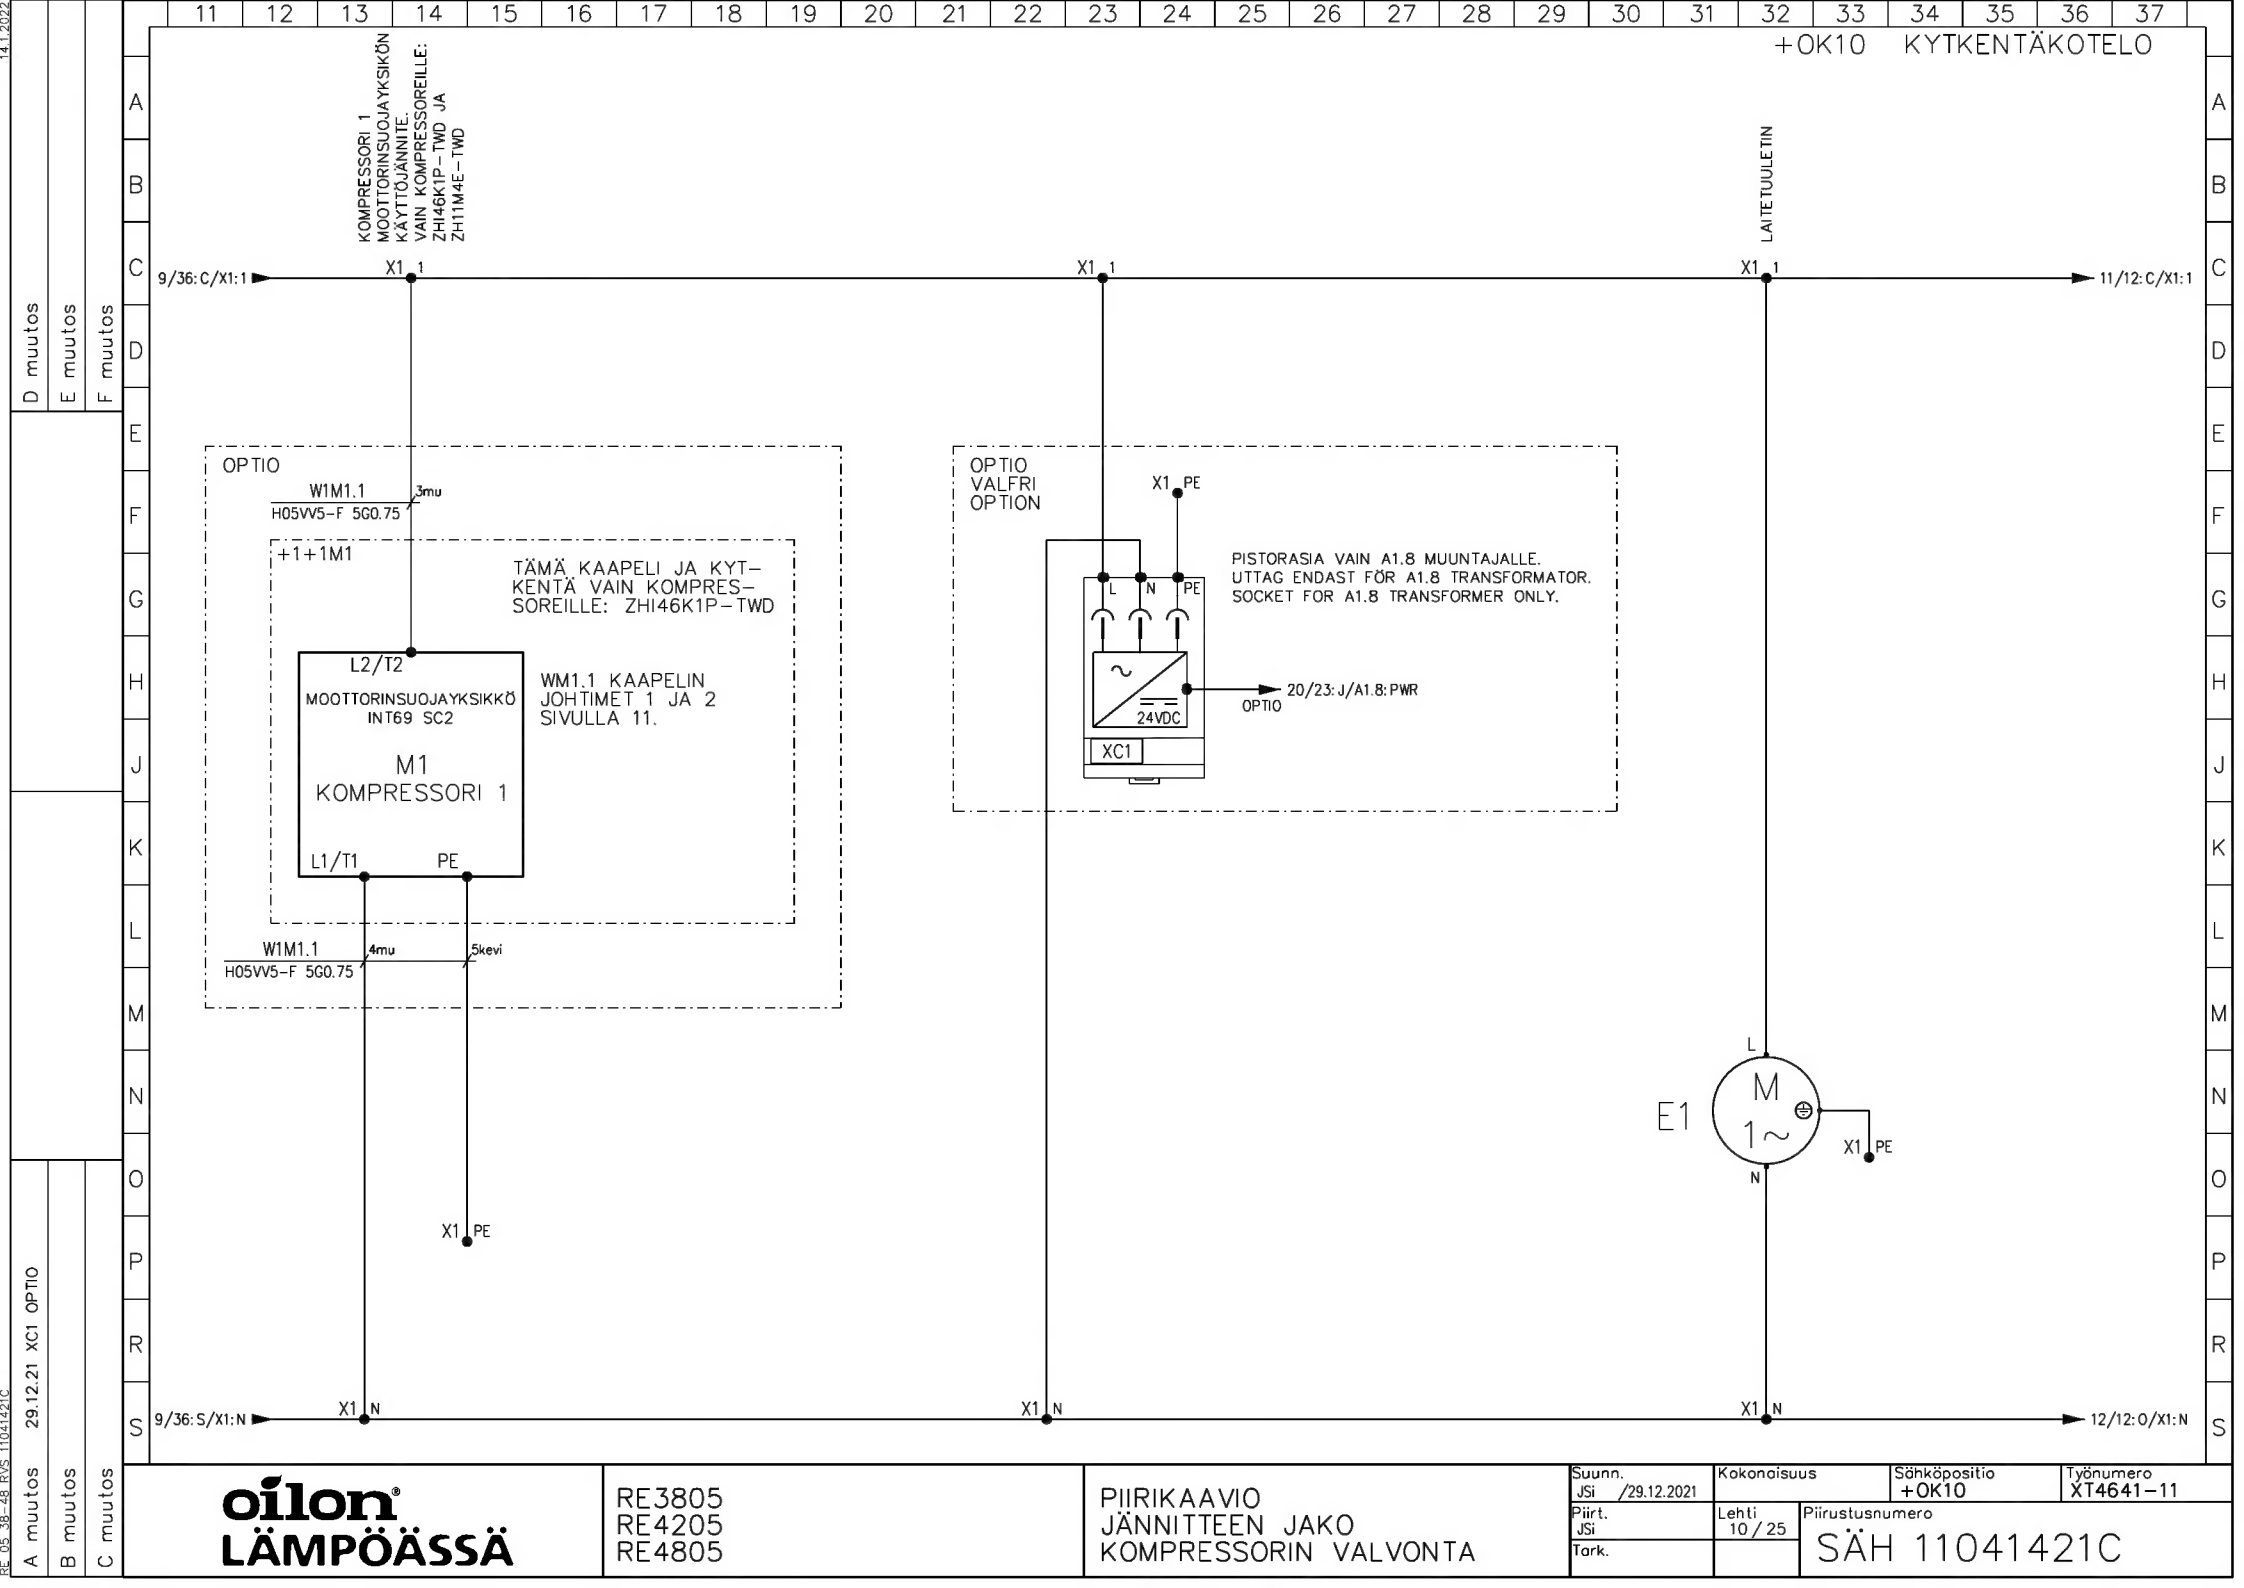 14.1.2022
11 12 13 14 15 16 17 18 19 20 21 22 23 24 25 26 27 28 29 30 31 32 33 34 35 36 37
+OK10 KYTKENTÄKOTELO
A
B
C
D
E
F
G
H
J
K
L
M
N
O
P
R
S
A
B
C
D
E
F
G
H
J
K
L
M
N
O
P
R
S
KOMPRESSORI 1
MOOTTORINSUOJAYKSIKÖN
KÄYTTÖJÄNNITE.
VAIN KOMPRESSOREILLE:
ZHI46K1P-TWD JA
ZH11M4E-TWD
LAITETUULETIN
9/36:C/X1:1
X1 1
X1 1
X1 1
11/12:C/X1:1
OPTIO
W1M1.1
3mu
H05VV5-F 5G0.75
+1+1M1
TÄMÄ KAAPELI JA KYT-
KENTÄ VAIN KOMPRES-
SOREILLE: ZHI46K1P-TWD
L2/T2
MOOTTORINSUOJAYKSIKKÖ
INT69 SC2
M1
KOMPRESSORI 1
L1/T1 PE
WM1.1 KAAPELIN
JOHTIMET 1 JA 2
SIVULLA 11.
W1M1.1
4mu
5kevi
H05VV5-F 5G0.75
X1 PE
OPTIO
VALFRI
OPTION
X1 PE
L N PE
PISTORASIA VAIN A1.8 MUUNTAJALLE.
UTTAG ENDAST FÖR A1.8 TRANSFORMATOR.
SOCKET FOR A1.8 TRANSFORMER ONLY.
24VDC
XC1
20/23:J/A1.8:PWR
OPTIO
L
E1
M
1~
N
X1 PE
9/36:S/X1:N
X1 N
X1 N
X1 N
12/12:O/X1:N
D muutos
E muutos
F muutos
A muutos 29.12.21 XC1 OPTIO
B muutos
C muutos
RE 05 38-48 RVS 11041421C
oilon®
LÄMPÖÄSSÄ
RE3805
RE4205
RE4805
PIIRIKAAVIO
JÄNNITTEEN JAKO
KOMPRESSORIN VALVONTA
Suunn.
JSi /29.12.2021
Piirt.
JSi
Tark.
Kokonaisuus
Sähköpositio
+OK10
Työnumero
XT4641-11
Lehti
10/25
Piirustusnumero
SÄH 11041421C